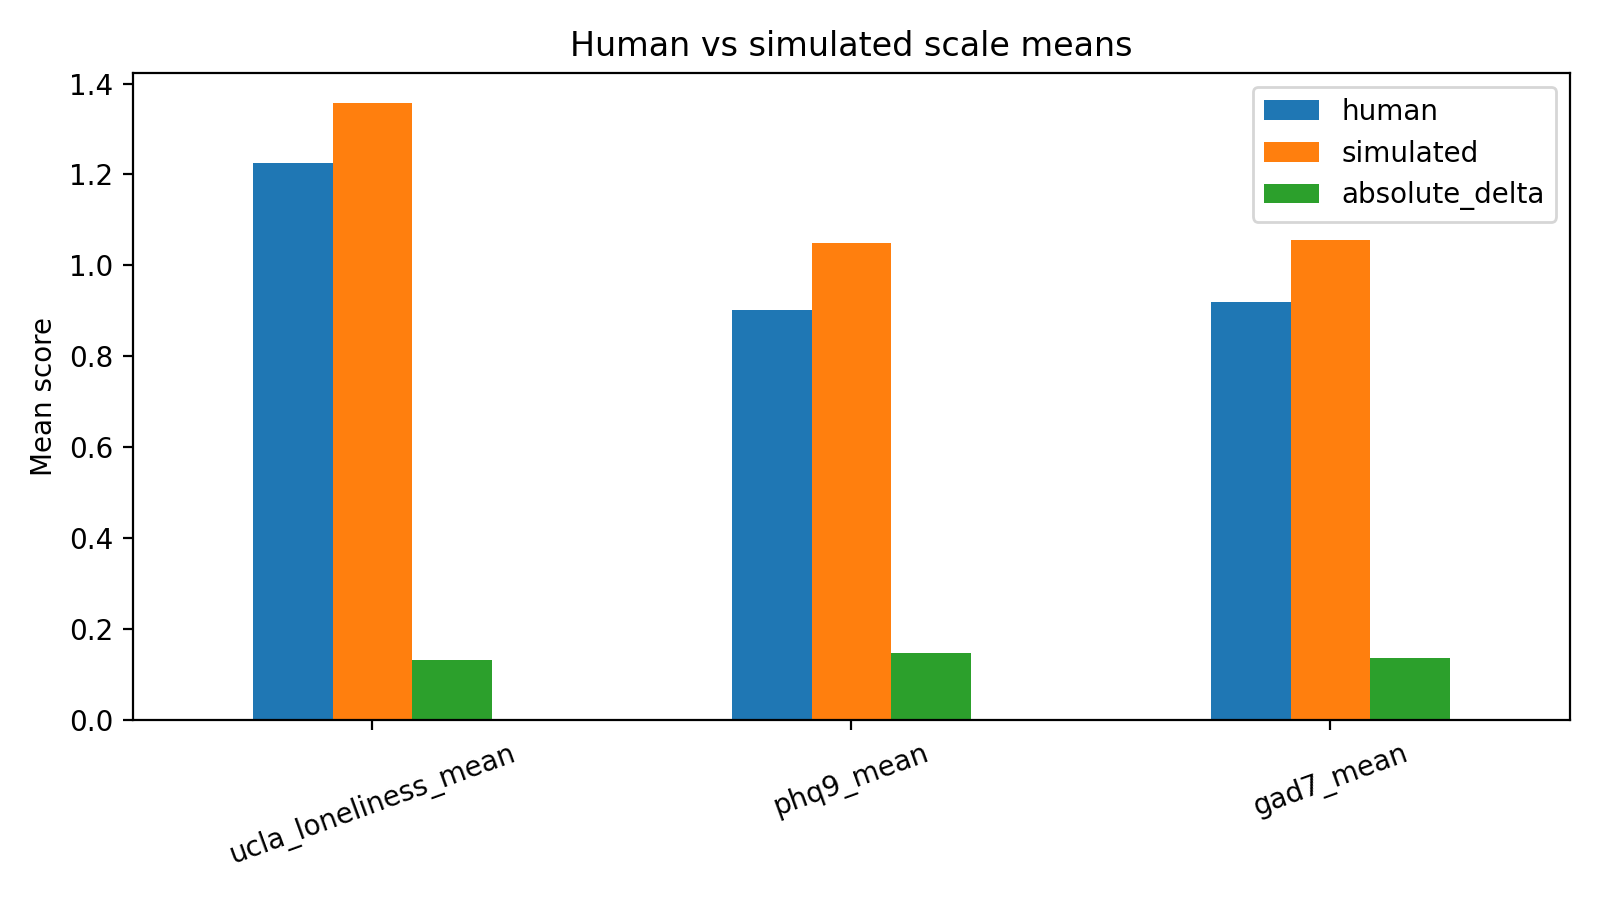 Human vs simulated scale means
Mean score
1.4
1.2
1.0
0.8
0.6
0.4
0.2
0.0
human
simulated
absolute_delta
ucla_loneliness_mean
phq9_mean
gad7_mean